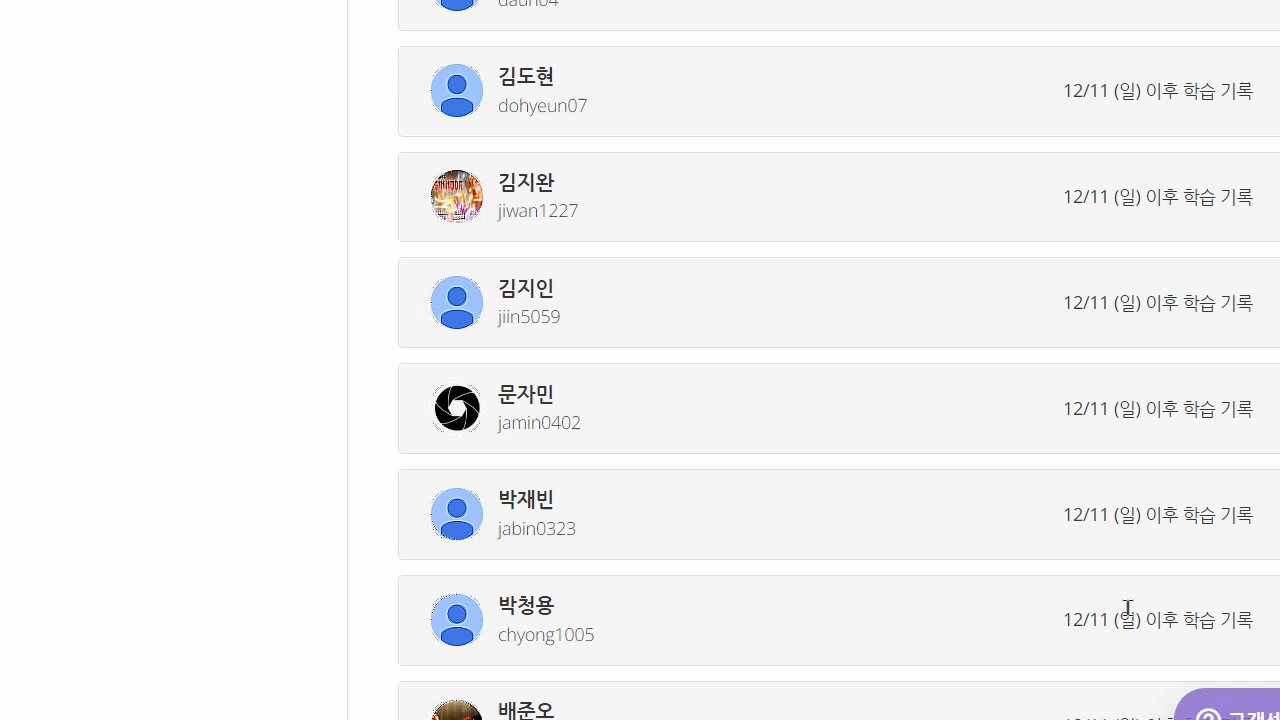 daun04
김도현
dohyeun07
12/11 (일) 이후 학습 기록
김지완
jiwan1227
12/11 (일) 이후 학습 기록
김지인
jiin5059
12/11 (일) 이후 학습 기록
문자민
jamin0402
12/11 (일) 이후 학습 기록
박재빈
jabin0323
12/11 (일) 이후 학습 기록
박청용
chyong1005
12/11 (일) 이후 학습 기록
배준오